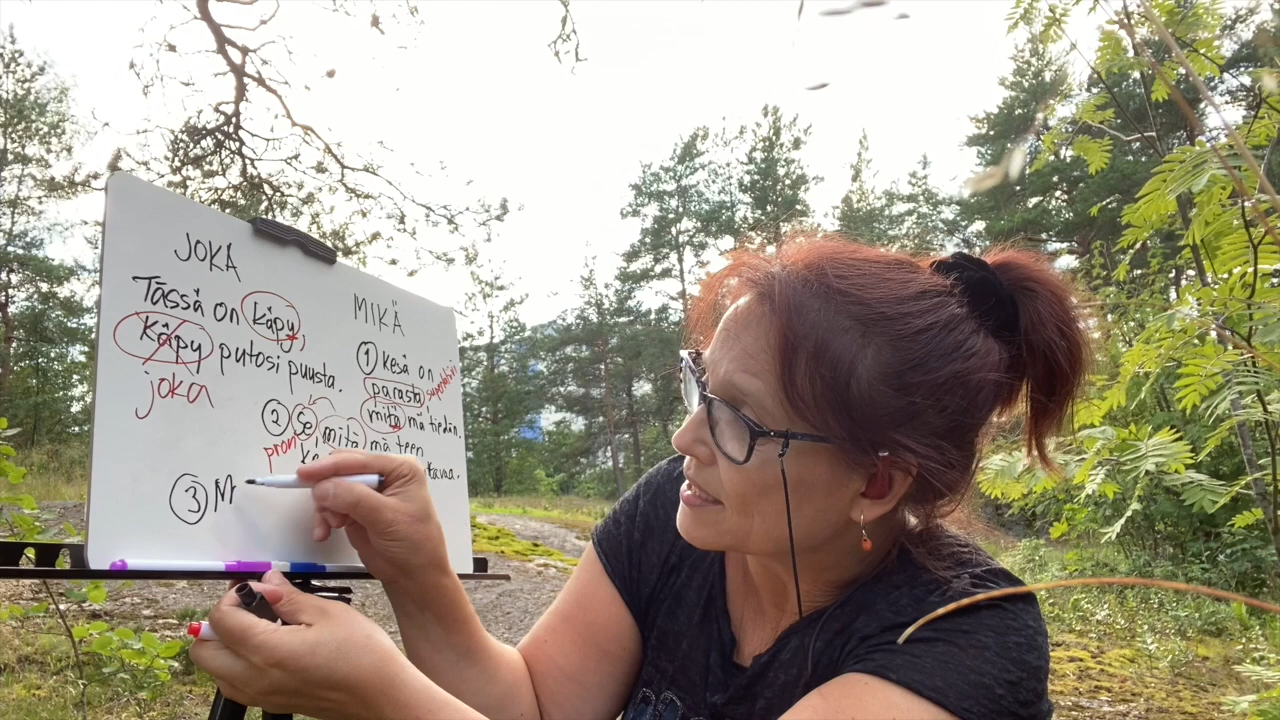 JOKA
Tässä on käpy,
käpy putosi puusta.
joka
MIKÄ
① kesä on
parasta, superlatiivi
mitä mä tiedän.
② Se, mitä mä teen
pron
③ M